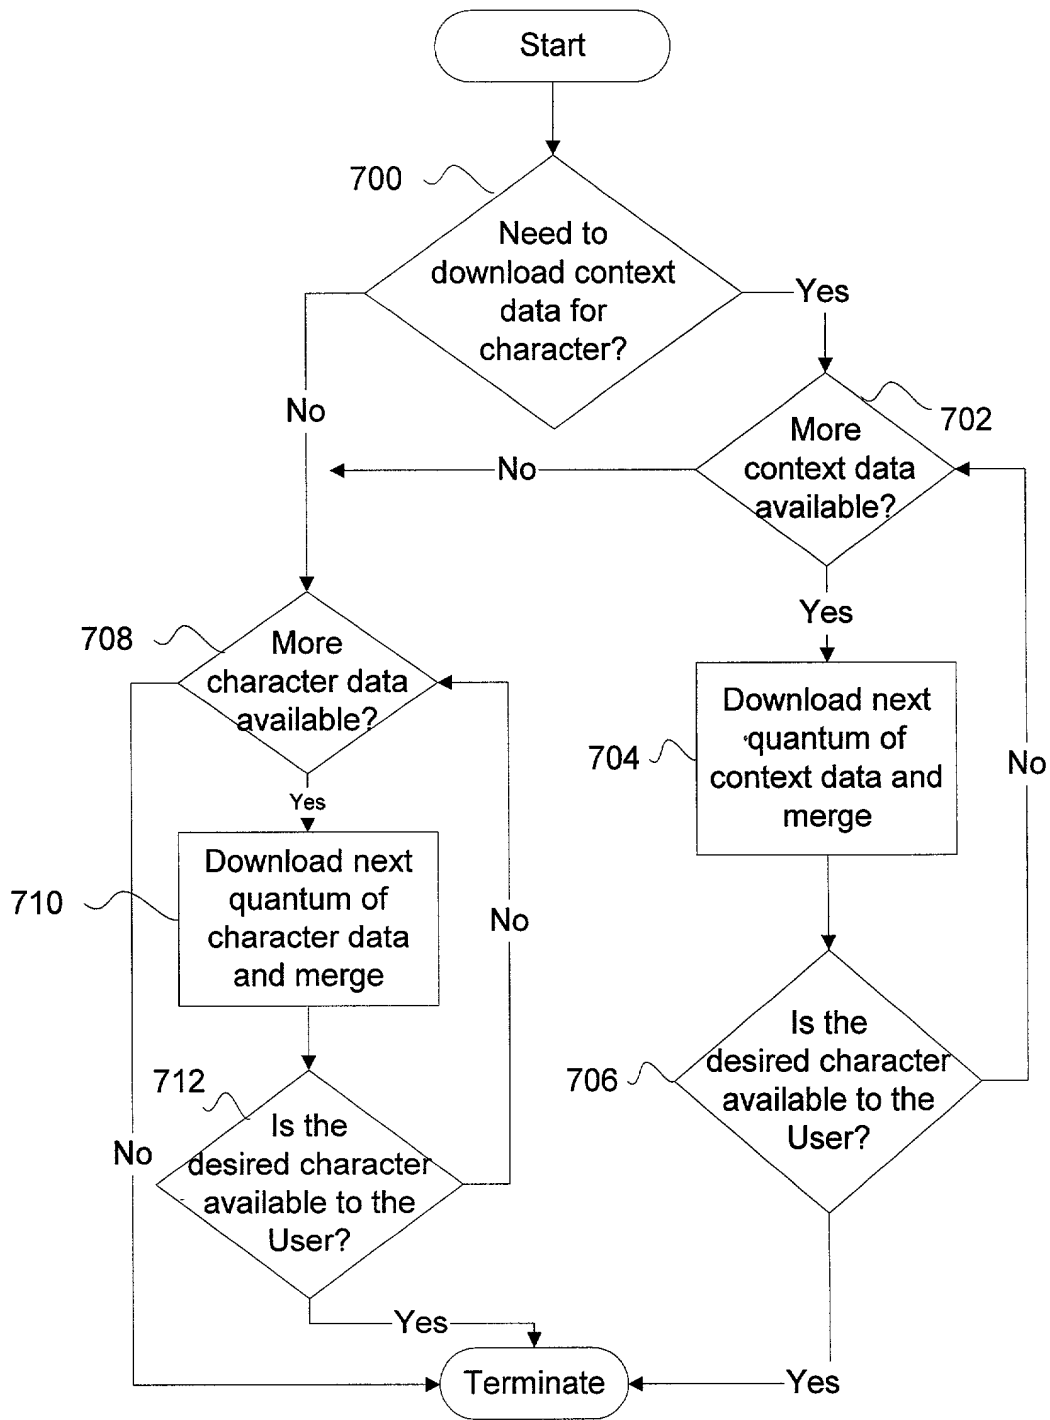 Start
700
Need to
download context
data for
character?
Yes
No
702
More
context data
available?
No
Yes
708
More
character data
available?
Yes
704
Download next
quantum of
context data and
merge
No
710
Download next
quantum of
character data
and merge
No
706
Is the
desired character
available to the
User?
712
Is the
desired character
available to the
User?
No
Yes
Yes
Terminate